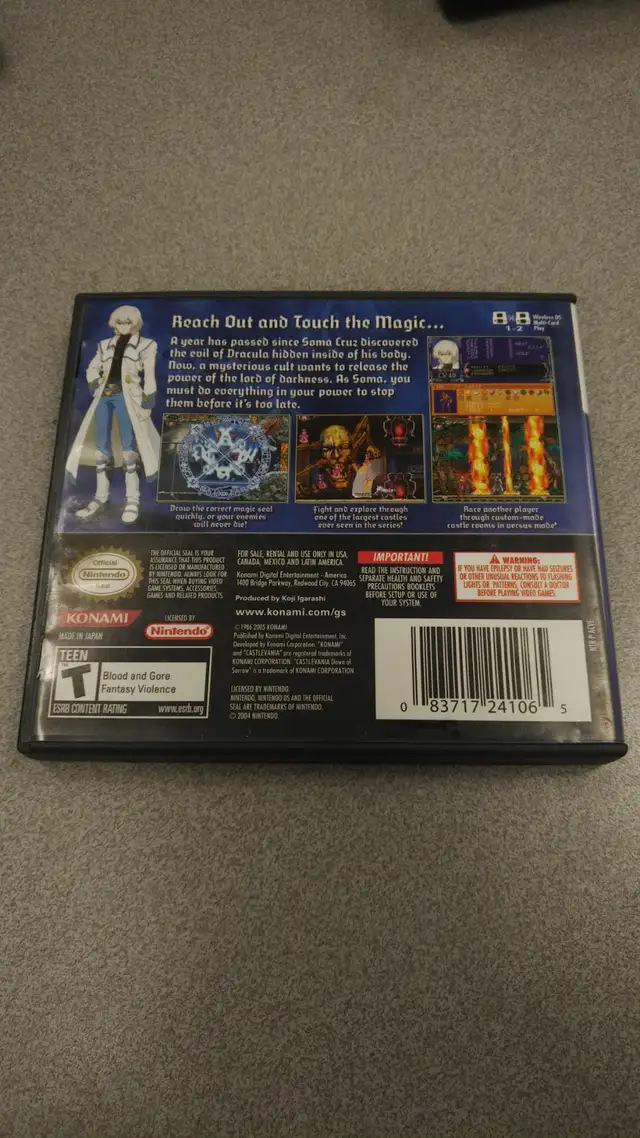 Reach Out and Touch the Magic...
A year has passed since Soma Cruz discovered
the evil of Dracula hidden inside of his body.
Now, a mysterious cult wants to release the
power of the lord of darkness. As Soma, you
must do everything in your power to stop
them before it's too late.
1-2
Wireless DS
Multi-Card
Play
Draw the correct magic seal
quickly, or your enemies
will never die!
Fight and explore through
one of the largest castles
ever seen in the series!
Race another player
through custom-made
castle rooms in versus mode!
Official
Nintendo
Seal
THE OFFICIAL SEAL IS YOUR
ASSURANCE THAT THIS PRODUCT
IS LICENSED OR MANUFACTURED
BY NINTENDO. ALWAYS LOOK FOR
THIS SEAL WHEN BUYING VIDEO
GAME SYSTEMS, ACCESSORIES,
GAMES AND RELATED PRODUCTS.
FOR SALE, RENTAL AND USE ONLY IN USA,
CANADA, MEXICO AND LATIN AMERICA.
Konami Digital Entertainment - America
1400 Bridge Parkway, Redwood City, CA 94065
Produced by Koji Igarashi
www.konami.com/gs
IMPORTANT!
READ THE INSTRUCTION AND
SEPARATE HEALTH AND SAFETY
PRECAUTIONS BOOKLETS
BEFORE SETUP OR USE OF
YOUR SYSTEM.
WARNING:
IF YOU HAVE EPILEPSY OR HAVE HAD SEIZURES
OR OTHER UNUSUAL REACTIONS TO FLASHING
LIGHTS OR PATTERNS, CONSULT A DOCTOR
BEFORE PLAYING VIDEO GAMES.
KONAMI
MADE IN JAPAN
LICENSED BY
Nintendo
© 1986 2005 KONAMI
Published by Konami Digital Entertainment, Inc.
Developed by Konami Corporation. "KONAMI"
and "CASTLEVANIA" are registered trademarks of
KONAMI CORPORATION. "CASTLEVANIA Dawn of
Sorrow" is a trademark of KONAMI CORPORATION.
LICENSED BY NINTENDO.
NINTENDO, NINTENDO DS AND THE OFFICIAL
SEAL ARE TRADEMARKS OF NINTENDO.
© 2004 NINTENDO.
TEEN
T
Blood and Gore
Fantasy Violence
ESRB CONTENT RATING
www.esrb.org
0 83717 24106 5